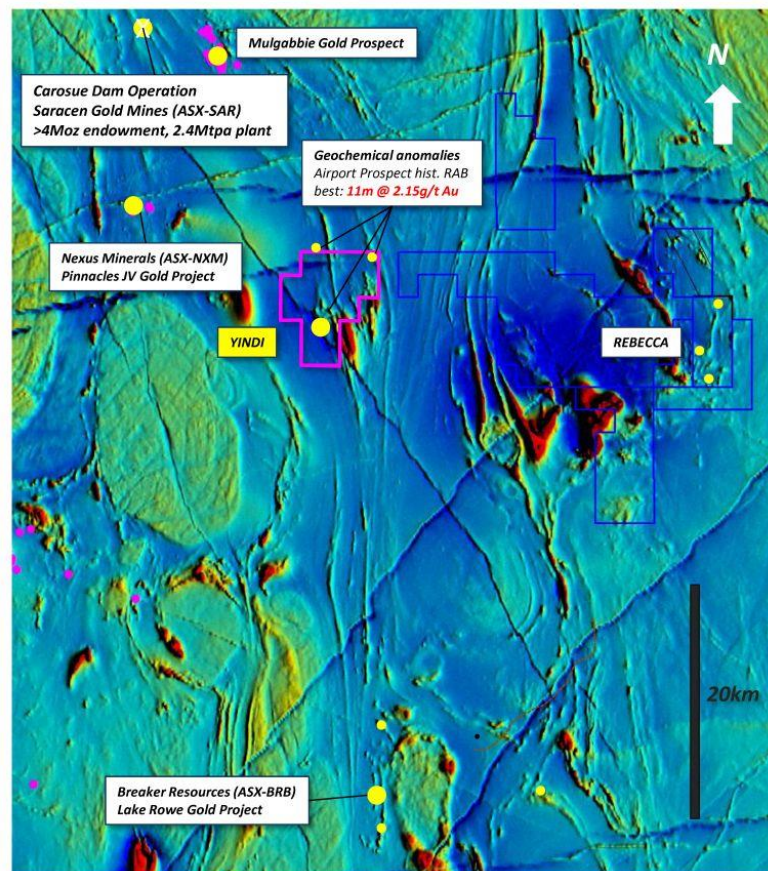 Mulgabbie Gold Prospect
N
Carosue Dam Operation
Saracen Gold Mines (ASX-SAR)
>4Moz endowment, 2.4Mtpa plant
Geochemical anomalies
Airport Prospect hist. RAB
best: 11m @ 2.15g/t Au
Nexus Minerals (ASX-NXM)
Pinnacles JV Gold Project
YINDI
REBECCA
20km
Breaker Resources (ASX-BRB)
Lake Rowe Gold Project